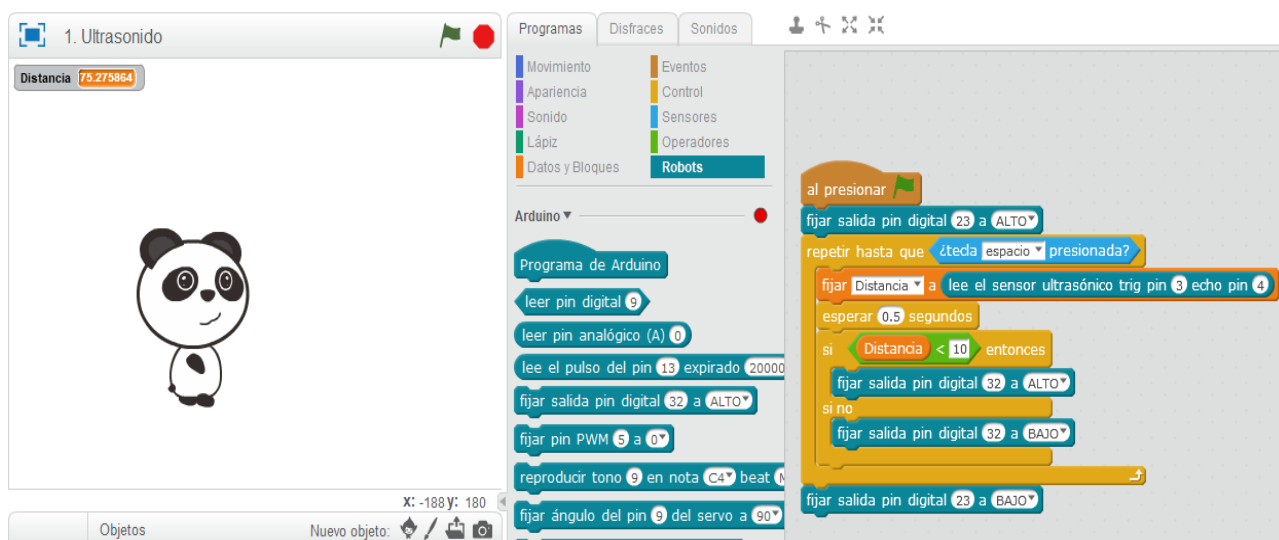 1. Ultrasonido
Distancia 75.275864
x: -188 y: 180
Objetos
Nuevo objeto:
Programas Disfraces Sonidos
Movimiento Eventos
Apariencia Control
Sonido Sensores
Lápiz Operadores
Datos y Bloques Robots
Arduino
Programa de Arduino
leer pin digital 9
leer pin analógico (A) 0
lee el pulso del pin 13 expirado 20000
fijar salida pin digital 32 a ALTO
fijar pin PWM 5 a 0
reproducir tono 9 en nota C4 beat
fijar ángulo del pin 9 del servo a 90
al presionar
fijar salida pin digital 23 a ALTO
repetir hasta que ¿tecla espacio presionada?
fijar Distancia a lee el sensor ultrasónico trig pin 3 echo pin 4
esperar 0.5 segundos
si Distancia < 10 entonces
fijar salida pin digital 32 a ALTO
si no
fijar salida pin digital 32 a BAJO
fijar salida pin digital 23 a BAJO